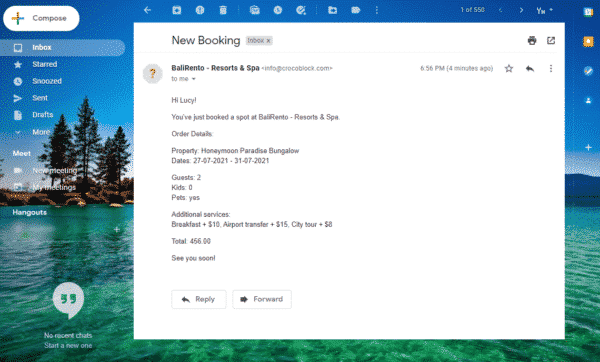 Compose
1 of 550
Inbox
Starred
Snoozed
Sent
Drafts
More
Meet
New meeting
My meetings
Hangouts
No recent chats
Start a new one
New Booking Inbox x
BaliRento - Resorts & Spa <info@crocoblock.com> 6:56 PM (4 minutes ago)
to me
Hi Lucy!
You've just booked a spot at BaliRento - Resorts & Spa.
Order Details:
Property: Honeymoon Paradise Bungalow
Dates: 27-07-2021 - 31-07-2021
Guests: 2
Kids: 0
Pets: yes
Additional services:
Breakfast + $10, Airport transfer + $15, City tour + $8
Total: 456.00
See you soon!
Reply
Forward